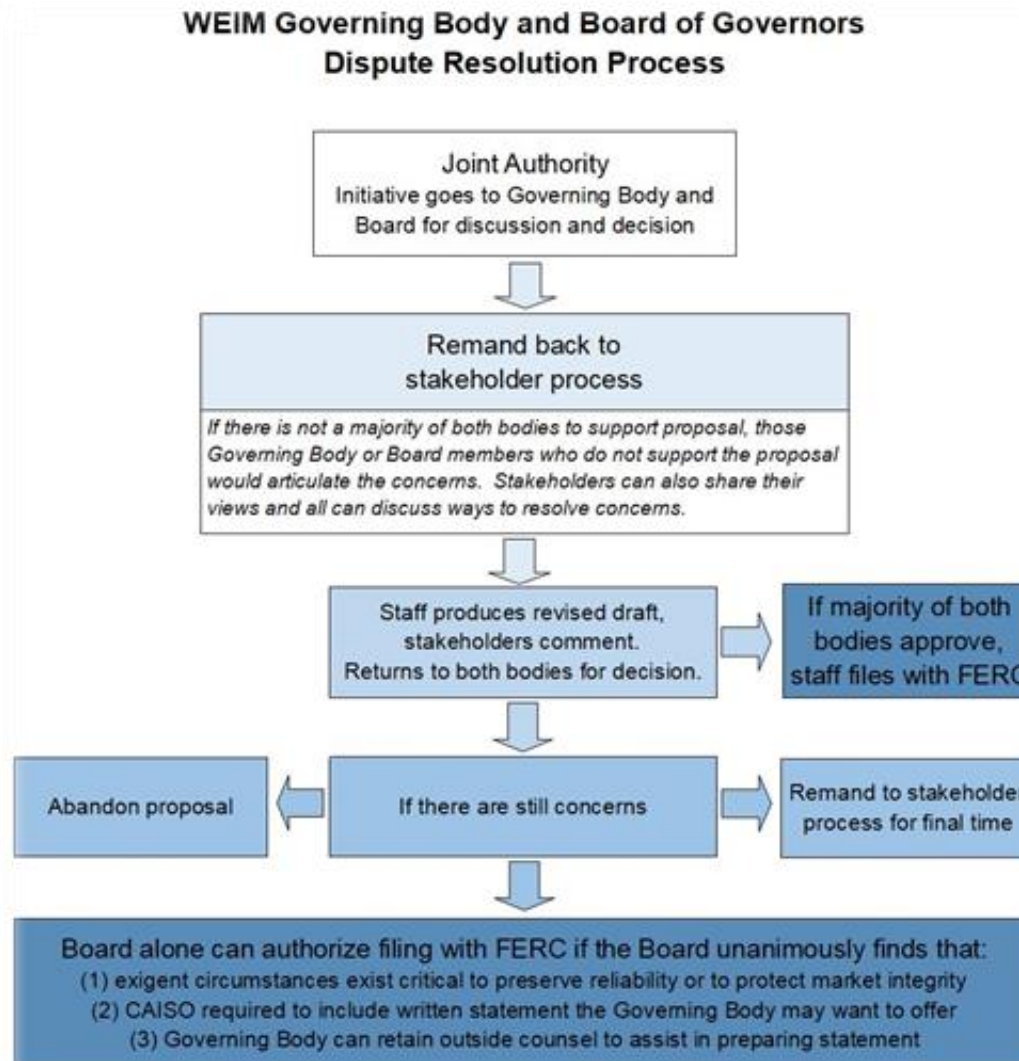 WEIM Governing Body and Board of Governors
Dispute Resolution Process
Joint Authority
Initiative goes to Governing Body and
Board for discussion and decision
Remand back to
stakeholder process
If there is not a majority of both bodies to support proposal, those
Governing Body or Board members who do not support the proposal
would articulate the concerns. Stakeholders can also share their
views and all can discuss ways to resolve concerns.
Staff produces revised draft,
stakeholders comment.
Returns to both bodies for decision.
If majority of both
bodies approve,
staff files with FERC
Abandon proposal
If there are still concerns
Remand to stakeholder
process for final time
Board alone can authorize filing with FERC if the Board unanimously finds that:
(1) exigent circumstances exist critical to preserve reliability or to protect market integrity
(2) CAISO required to include written statement the Governing Body may want to offer
(3) Governing Body can retain outside counsel to assist in preparing statement